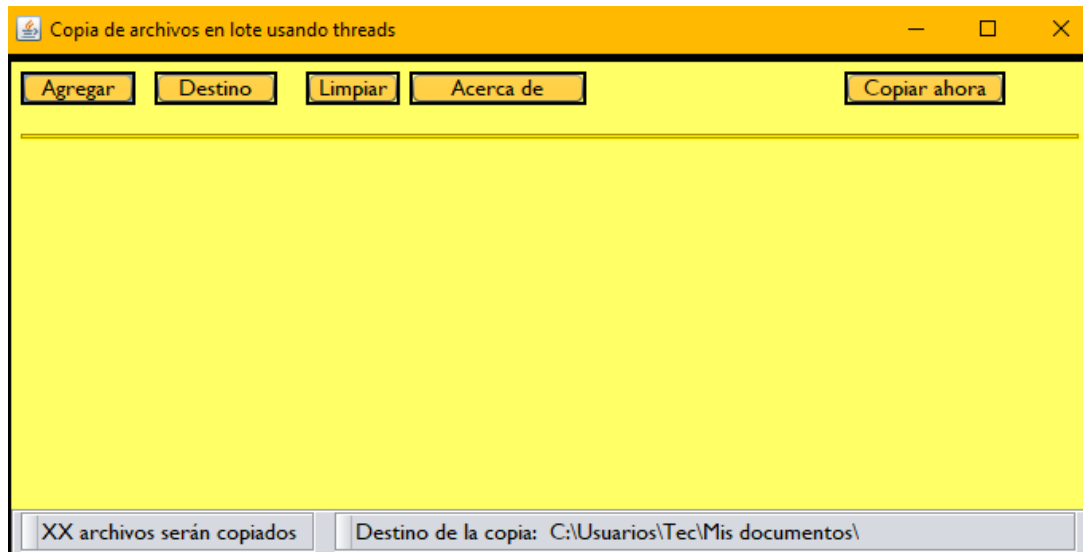 Copia de archivos en lote usando threads
Agregar Destino Limpiar Acerca de Copiar ahora
XX archivos serán copiados Destino de la copia: C:\Usuarios\Tec\Mis documentos\